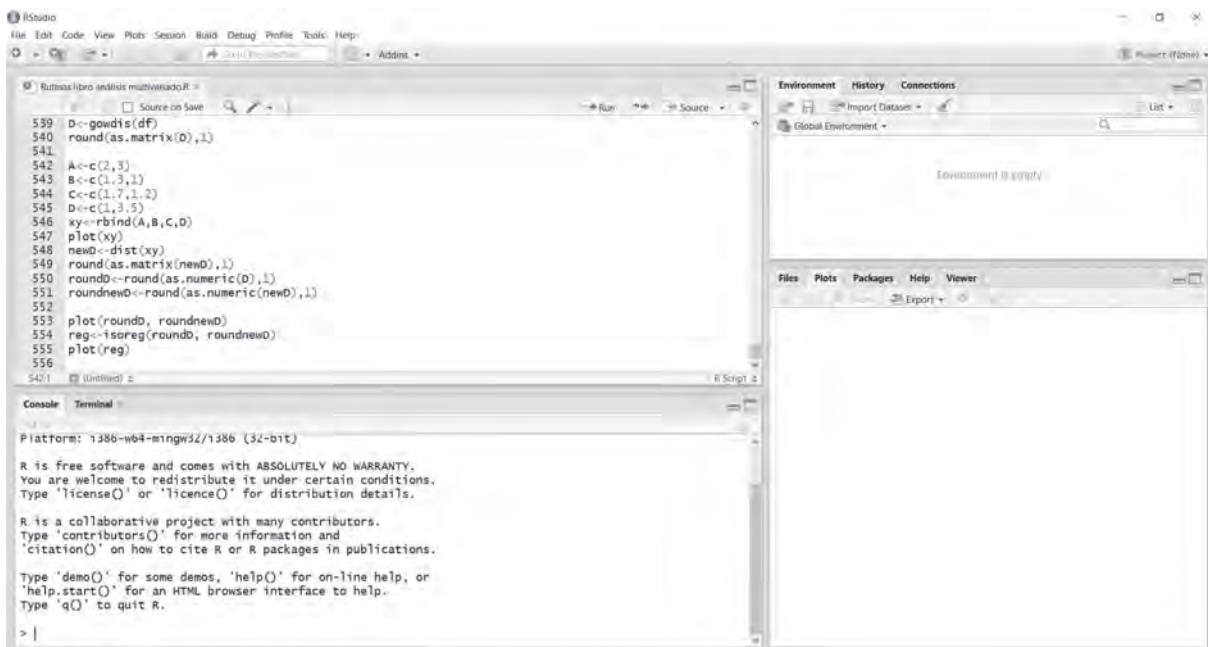 RStudio
File Edit Code View Plots Session Build Debug Profile Tools Help
Go to file/function Addins
Project: (None)
Rutinas libro análisis multivariado.R
Source on Save Run Source
539 D<-gowdis(df)
540 round(as.matrix(D),1)
541
542 A<-c(2,3)
543 B<-c(1.3,1)
544 C<-c(1.7,1.2)
545 D<-c(1,3.5)
546 xy<-rbind(A,B,C,D)
547 plot(xy)
548 newD<-dist(xy)
549 round(as.matrix(newD),1)
550 roundD<-round(as.numeric(D),1)
551 roundnewD<-round(as.numeric(newD),1)
552
553 plot(roundD, roundnewD)
554 reg<-isoreg(roundD, roundnewD)
555 plot(reg)
556
542:1 (Untitled) R Script
Console Terminal
Platform: i386-w64-mingw32/i386 (32-bit)
R is free software and comes with ABSOLUTELY NO WARRANTY.
You are welcome to redistribute it under certain conditions.
Type 'license()' or 'licence()' for distribution details.
R is a collaborative project with many contributors.
Type 'contributors()' for more information and
'citation()' on how to cite R or R packages in publications.
Type 'demo()' for some demos, 'help()' for on-line help, or
'help.start()' for an HTML browser interface to help.
Type 'q()' to quit R.
>
Environment History Connections
Import Dataset List
Global Environment
Environment is empty
Files Plots Packages Help Viewer
Export